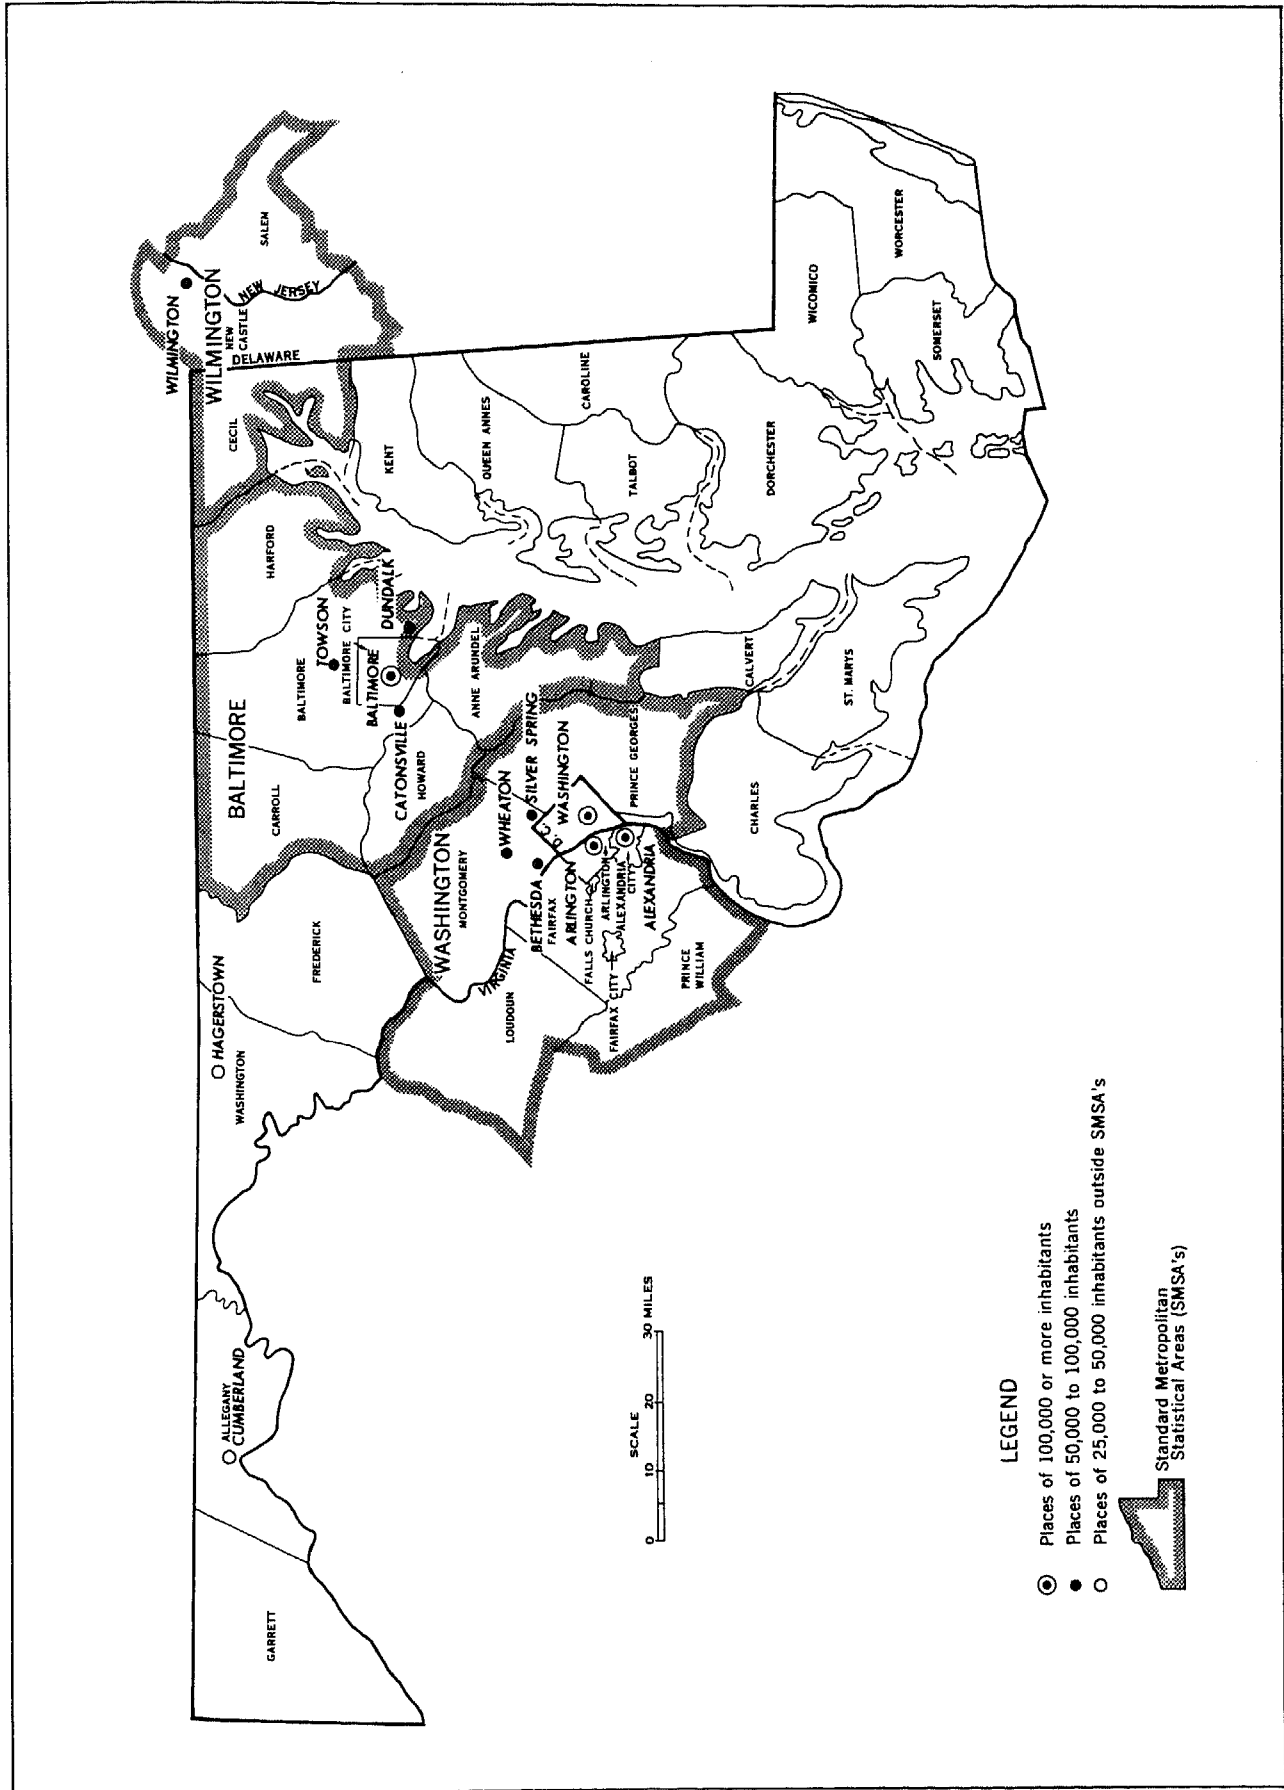 WILMINGTON
WILMINGTON
NEW
CASTLE
NEW JERSEY
SALEM
DELAWARE
CECIL
HARFORD
KENT
QUEEN ANNES
CAROLINE
TALBOT
DORCHESTER
WICOMICO
WORCESTER
SOMERSET
BALTIMORE
CARROLL
BALTIMORE
TOWSON
BALTIMORE CITY
BALTIMORE
DUNDALK
CATONSVILLE
HOWARD
ANNE ARUNDEL
CALVERT
ST. MARYS
CHARLES
PRINCE GEORGES
WASHINGTON
MONTGOMERY
WHEATON
SILVER SPRING
WASHINGTON
D.C.
BETHESDA
FAIRFAX
ARLINGTON
FALLS CHURCH
ARLINGTON
ALEXANDRIA
CITY
ALEXANDRIA
FAIRFAX CITY
PRINCE
WILLIAM
VIRGINIA
LOUDOUN
FREDERICK
HAGERSTOWN
WASHINGTON
ALLEGANY
CUMBERLAND
GARRETT
SCALE
0 10 20 30 MILES
LEGEND
Places of 100,000 or more inhabitants
Places of 50,000 to 100,000 inhabitants
Places of 25,000 to 50,000 inhabitants outside SMSA's
Standard Metropolitan
Statistical Areas (SMSA's)